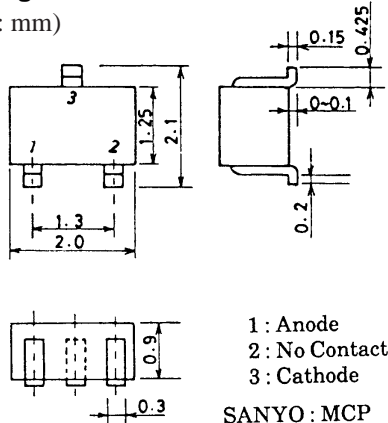 : mm)
0.15
0.425
3
1
2
1.25
2.1
0~0.1
0.2
1.3
2.0
0.9
0.3
1 : Anode
2 : No Contact
3 : Cathode
SANYO : MCP